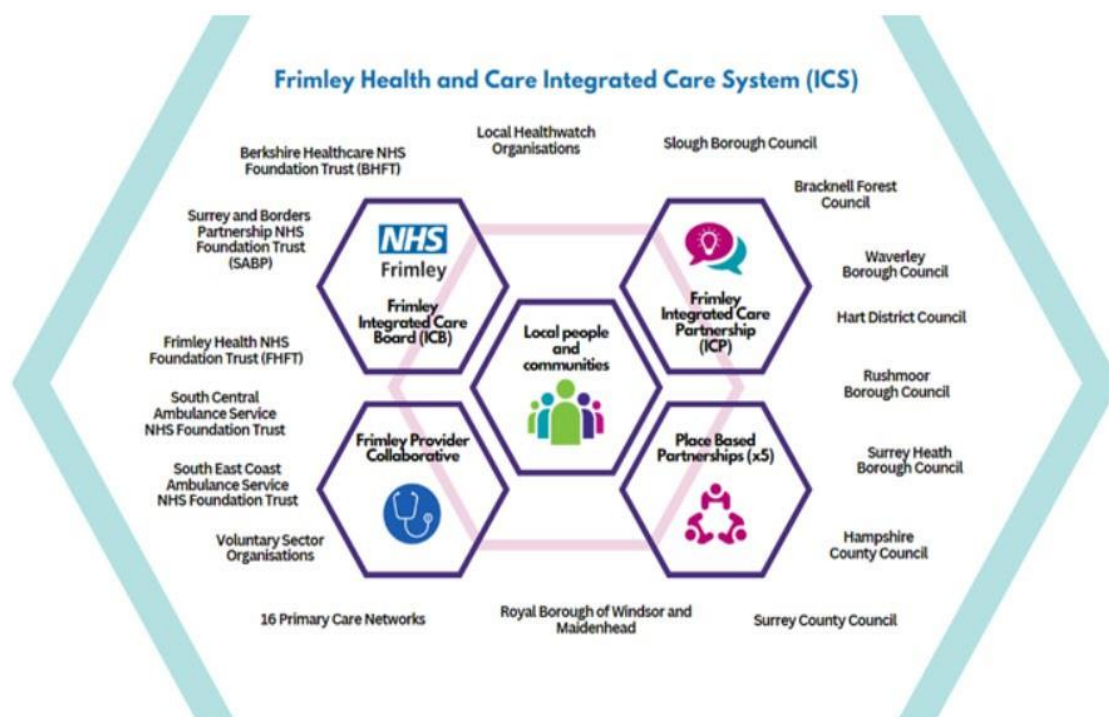 Frimley Health and Care Integrated Care System (ICS)
Local Healthwatch
Organisations
Slough Borough Council
Berkshire Healthcare NHS
Foundation Trust (BHFT)
Bracknell Forest
Council
Surrey and Borders
Partnership NHS
Foundation Trust
(SABP)
NHS
Frimley
Frimley
Integrated Care
Board (ICB)
Frimley
Integrated Care
Partnership
(ICP)
Waverley
Borough Council
Hart District Council
Local people
and
communities
Frimley Health NHS
Foundation Trust (FHFT)
Rushmoor
Borough Council
South Central
Ambulance Service
NHS Foundation Trust
Frimley Provider
Collaborative
Place Based
Partnerships (x5)
Surrey Heath
Borough Council
South East Coast
Ambulance Service
NHS Foundation Trust
Voluntary Sector
Organisations
Hampshire
County Council
16 Primary Care Networks
Royal Borough of Windsor and
Maidenhead
Surrey County Council